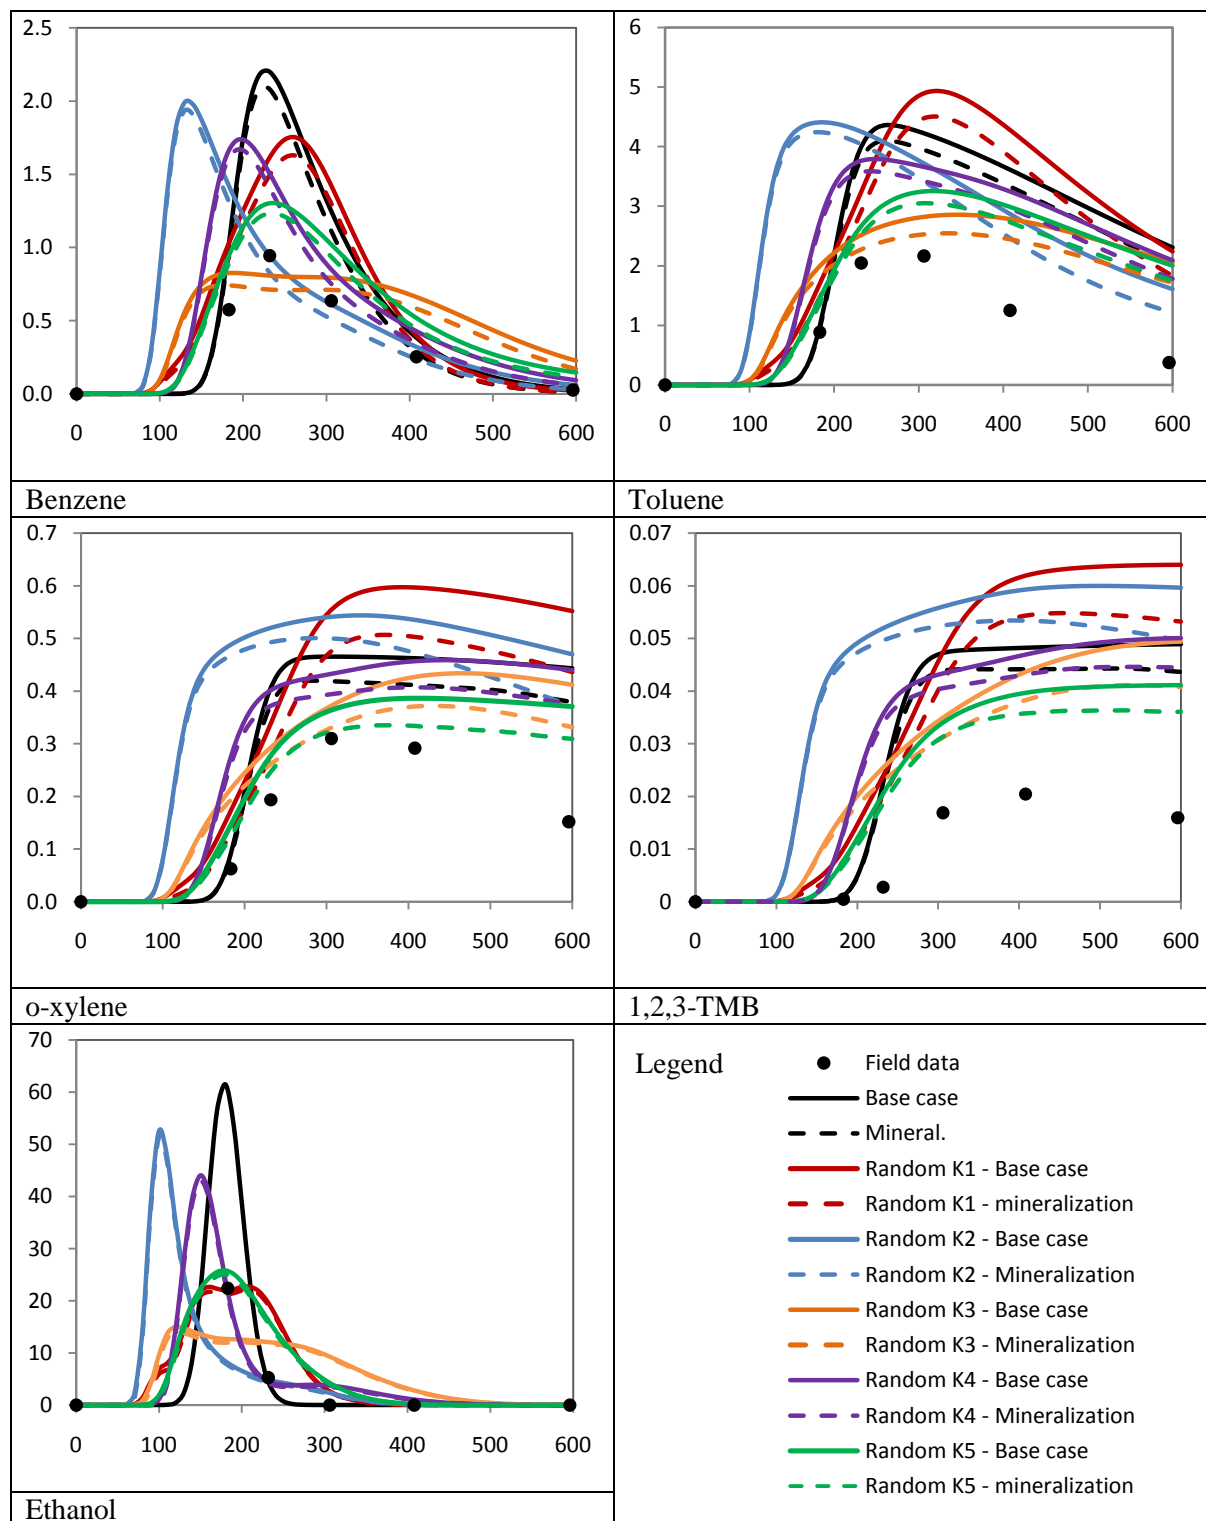 2.5
2.0
1.5
1.0
0.5
0.0
0 100 200 300 400 500 600
Benzene
6
5
4
3
2
1
0
0 100 200 300 400 500 600
Toluene
0.7
0.6
0.5
0.4
0.3
0.2
0.1
0.0
0 100 200 300 400 500 600
o-xylene
0.07
0.06
0.05
0.04
0.03
0.02
0.01
0
0 100 200 300 400 500 600
1,2,3-TMB
70
60
50
40
30
20
10
0
0 100 200 300 400 500 600
Ethanol
Legend
Field data
Base case
Mineral.
Random K1 - Base case
Random K1 - mineralization
Random K2 - Base case
Random K2 - Mineralization
Random K3 - Base case
Random K3 - Mineralization
Random K4 - Base case
Random K4 - Mineralization
Random K5 - Base case
Random K5 - mineralization